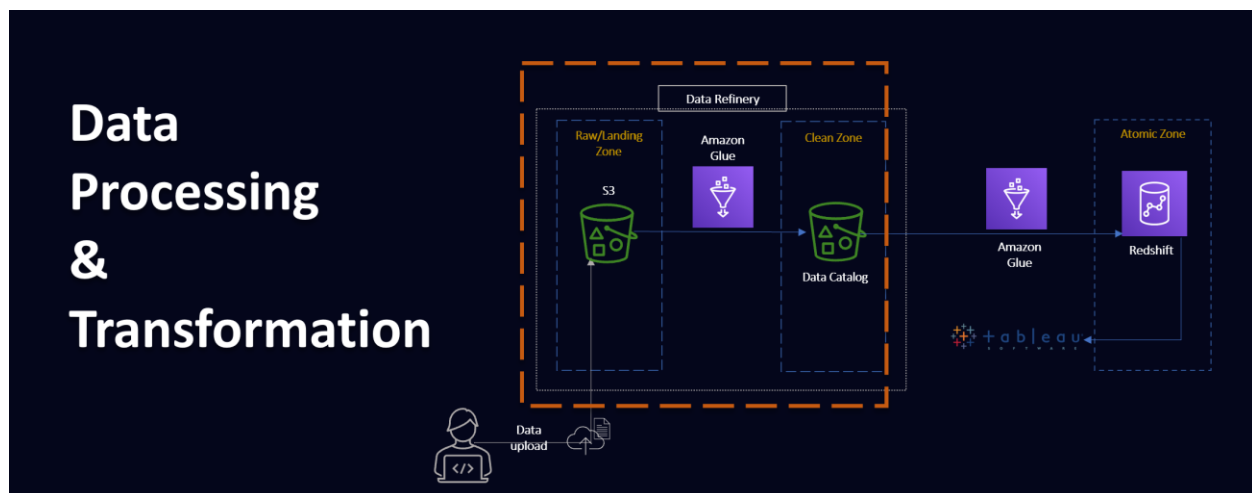 Data
Processing
&
Transformation
Data Refinery
Raw/Landing
Zone
S3
Amazon
Glue
Clean Zone
Data Catalog
Amazon
Glue
Atomic Zone
Redshift
+ a b l e a u
S O F T W A R E
Data
upload
<//>